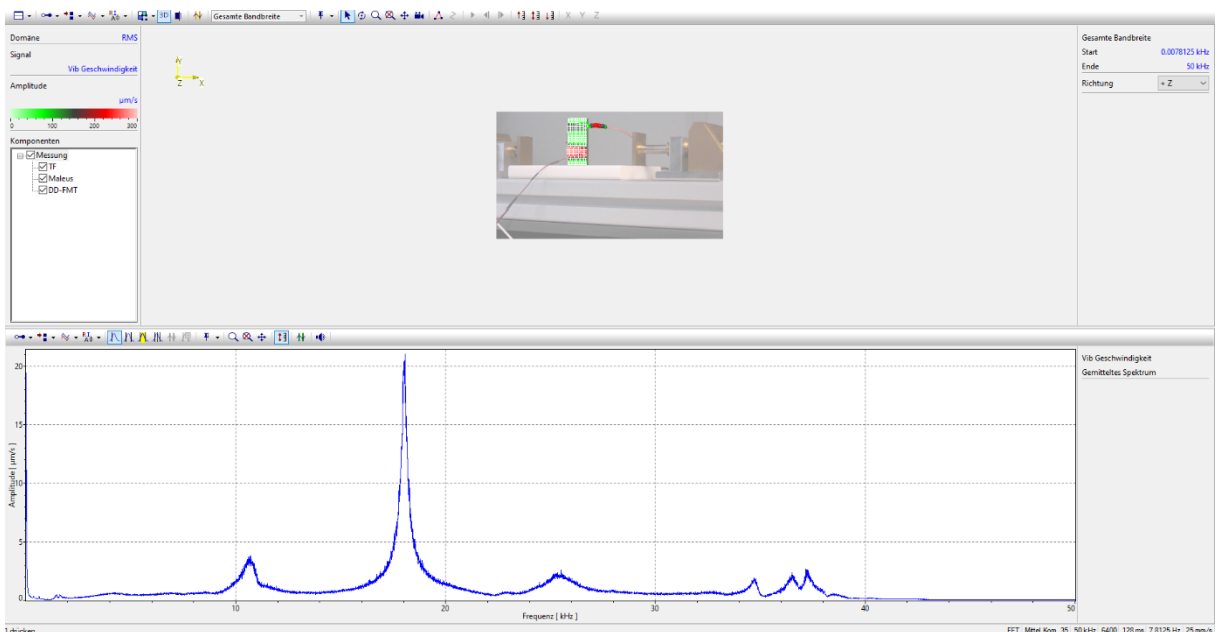 3D Gesamte Bandbreite X Y Z
Domäne RMS
Signal
Vib Geschwindigkeit
Amplitude
µm/s
0 100 200 300
Komponenten
Messung
TF
Maleus
DD-FMT
Y
Z X
Gesamte Bandbreite
Start 0.0078125 kHz
Ende 50 kHz
Richtung + Z
Vib Geschwindigkeit
Gemitteltes Spektrum
20
15
10
5
0
Amplitude [ µm/s ]
10 20 30 40 50
Frequenz [ kHz ]
drücken
FFT Mittel Kom. 35 50 kHz 6400 128 ms 7.8125 Hz 25 mm/s